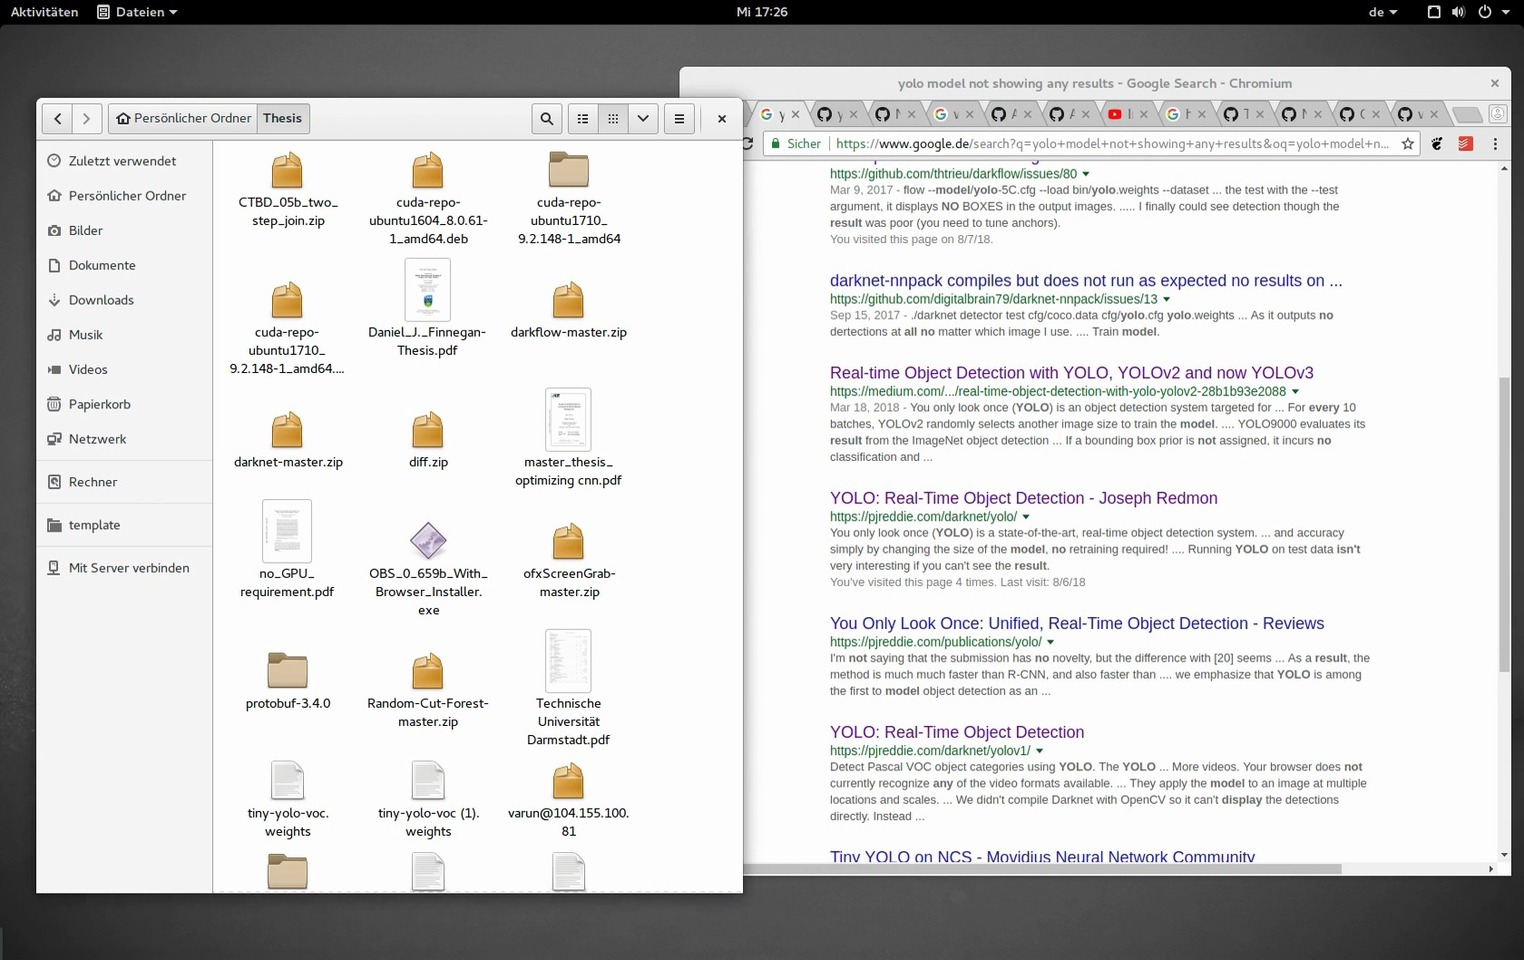 Aktivitäten
Dateien
Mi 17:26
de
yolo model not showing any results - Google Search - Chromium
Persönlicher Ordner
Thesis
Sicher
https://www.google.de/search?q=yolo+model+not+showing+any+results&oq=yolo+model+n...
Zuletzt verwendet
Persönlicher Ordner
Bilder
Dokumente
Downloads
Musik
Videos
Papierkorb
Netzwerk
Rechner
template
Mit Server verbinden
CTBD_05b_two_
step_join.zip
cuda-repo-
ubuntu1604_8.0.61-
1_amd64.deb
cuda-repo-
ubuntu1710_
9.2.148-1_amd64
cuda-repo-
ubuntu1710_
9.2.148-1_amd64....
Daniel_J._Finnegan-
Thesis.pdf
darkflow-master.zip
darknet-master.zip
diff.zip
master_thesis_
optimizing cnn.pdf
no_GPU_
requirement.pdf
OBS_0_659b_With_
Browser_Installer.
exe
ofxScreenGrab-
master.zip
protobuf-3.4.0
Random-Cut-Forest-
master.zip
Technische
Universität
Darmstadt.pdf
tiny-yolo-voc.
weights
tiny-yolo-voc (1).
weights
varun@104.155.100.
81
https://github.com/thtrieu/darkflow/issues/80
Mar 9, 2017 - flow --model/yolo-5C.cfg --load bin/yolo.weights --dataset ... the test with the --test
argument, it displays NO BOXES in the output images. ..... I finally could see detection though the
result was poor (you need to tune anchors).
You visited this page on 8/7/18.
darknet-nnpack compiles but does not run as expected no results on ...
https://github.com/digitalbrain79/darknet-nnpack/issues/13
Sep 15, 2017 - ./darknet detector test cfg/coco.data cfg/yolo.cfg yolo.weights ... As it outputs no
dertections at all no matter which image I use. .... Train model.
Real-time Object Detection with YOLO, YOLOv2 and now YOLOv3
https://medium.com/.../real-time-object-detection-with-yolo-yolov2-28b1b93e2088
Mar 18, 2018 - You only look once (YOLO) is an object detection system targeted for ... For every 10
batches, YOLOv2 randomly selects another image size to train the model. .... YOLO9000 evaluates its
result from the ImageNet object detection ... If a bounding box prior is not assigned, it incurs no
classification and ...
YOLO: Real-Time Object Detection - Joseph Redmon
https://pjreddie.com/darknet/yolo/
You only look once (YOLO) is a state-of-the-art, real-time object detection system. ... and accuracy
simply by changing the size of the model, no retraining required! .... Running YOLO on test data isn't
very interesting if you can't see the result.
You've visited this page 4 times. Last visit: 8/6/18
You Only Look Once: Unified, Real-Time Object Detection - Reviews
https://pjreddie.com/publications/yolo/
I'm not saying that the submission has no novelty, but the difference with [20] seems ... As a result, the
method is much much faster than R-CNN, and also faster than .... we emphasize that YOLO is among
the first to model object detection as an ...
YOLO: Real-Time Object Detection
https://pjreddie.com/darknet/yolov1/
Detect Pascal VOC object categories using YOLO. The YOLO ... More videos. Your browser does not
currently recognize any of the video formats available. ... They apply the model to an image at multiple
locations and scales. ... We didn't compile Darknet with OpenCV so it can't display the detections
directly. Instead ...
Tiny YOLO on NCS - Movidius Neural Network Community